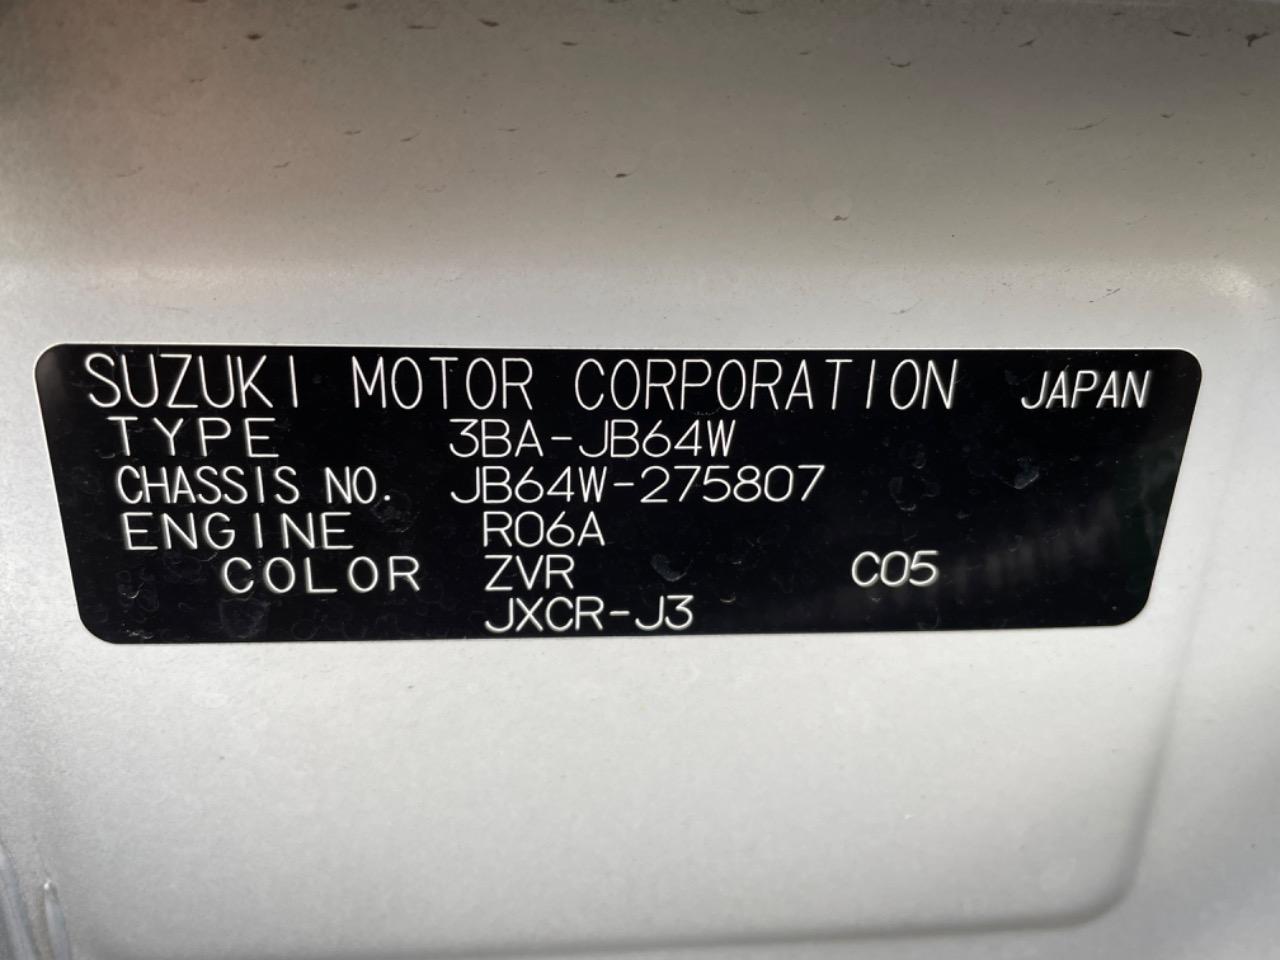 SUZUKI MOTOR CORPORATION JAPAN
TYPE 3BA-JB64W
CHASSIS NO. JB64W-275807
ENGINE R06A
COLOR ZVR C05
JXCR-J3